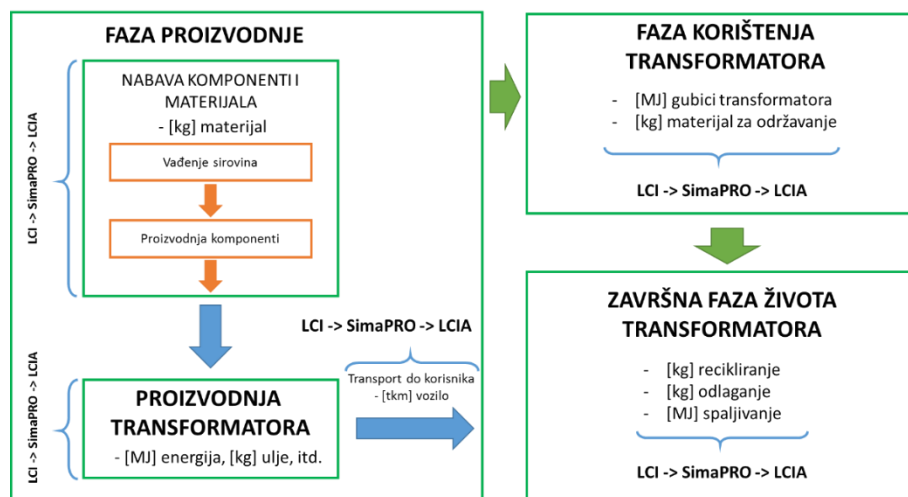 FAZA PROIZVODNJE
NABAVA KOMPONENTI I
MATERIJALA
- [kg] materijal
Vađenje sirovina
Proizvodnja komponenti
LCI -> SimaPRO -> LCIA
PROIZVODNJA
TRANSFORMATORA
- [MJ] energija, [kg] ulje, itd.
LCI -> SimaPRO -> LCIA
LCI -> SimaPRO -> LCIA
Transport do korisnika
- [tkm] vozilo
FAZA KORIŠTENJA
TRANSFORMATORA
- [MJ] gubici transformatora
- [kg] materijal za održavanje
LCI -> SimaPRO -> LCIA
ZAVRŠNA FAZA ŽIVOTA
TRANSFORMATORA
- [kg] recikliranje
- [kg] odlaganje
- [MJ] spaljivanje
LCI -> SimaPRO -> LCIA